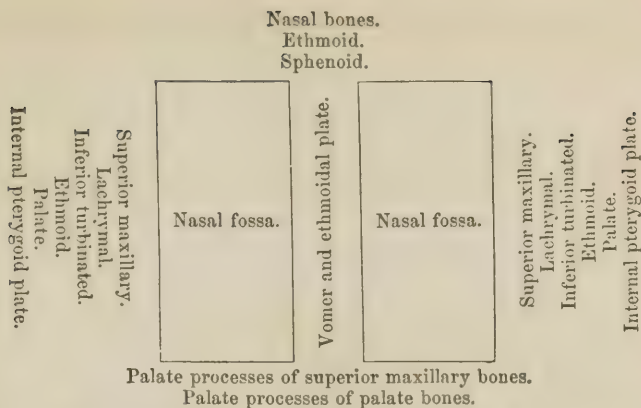 Nasal bones.
Ethmoid.
Sphenoid.
Internal pterygoid plate.
Palate.
Ethmoid.
Inferior turbinated.
Lachrymal.
Superior maxillary.
Nasal fossa.
Vomer and ethmoidal plate.
Nasal fossa.
Superior maxillary.
Lachrymal.
Inferior turbinated.
Ethmoid.
Palate.
Internal pterygoid plate.
Palate processes of superior maxillary bones.
Palate processes of palate bones.